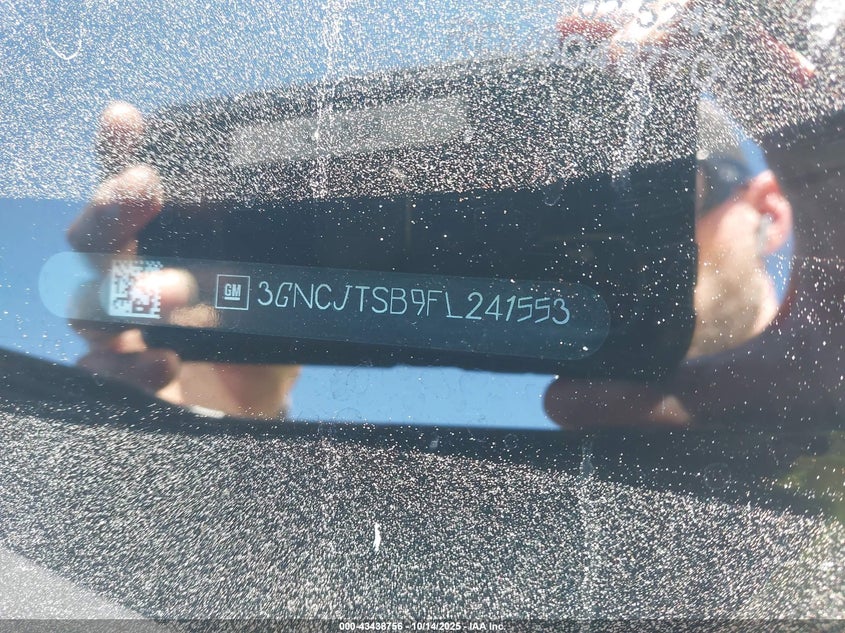 GM 3GNCJTSB9FL241553
000-43438756 - 10/14/2025 - IAA Inc.